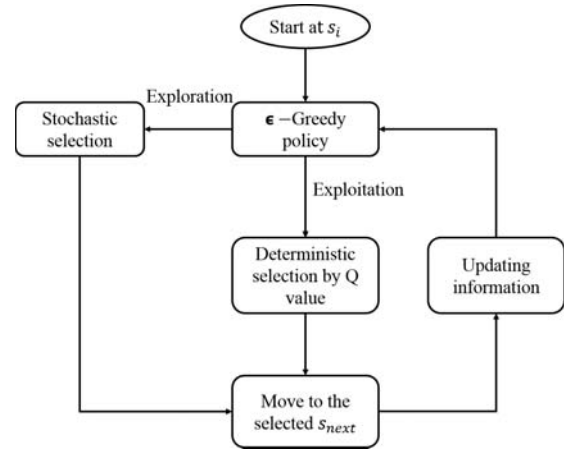 Start at s_i
Exploration
Stochastic
selection
ϵ –Greedy
policy
Exploitation
Deterministic
selection by Q
value
Updating
information
Move to the
selected s_next